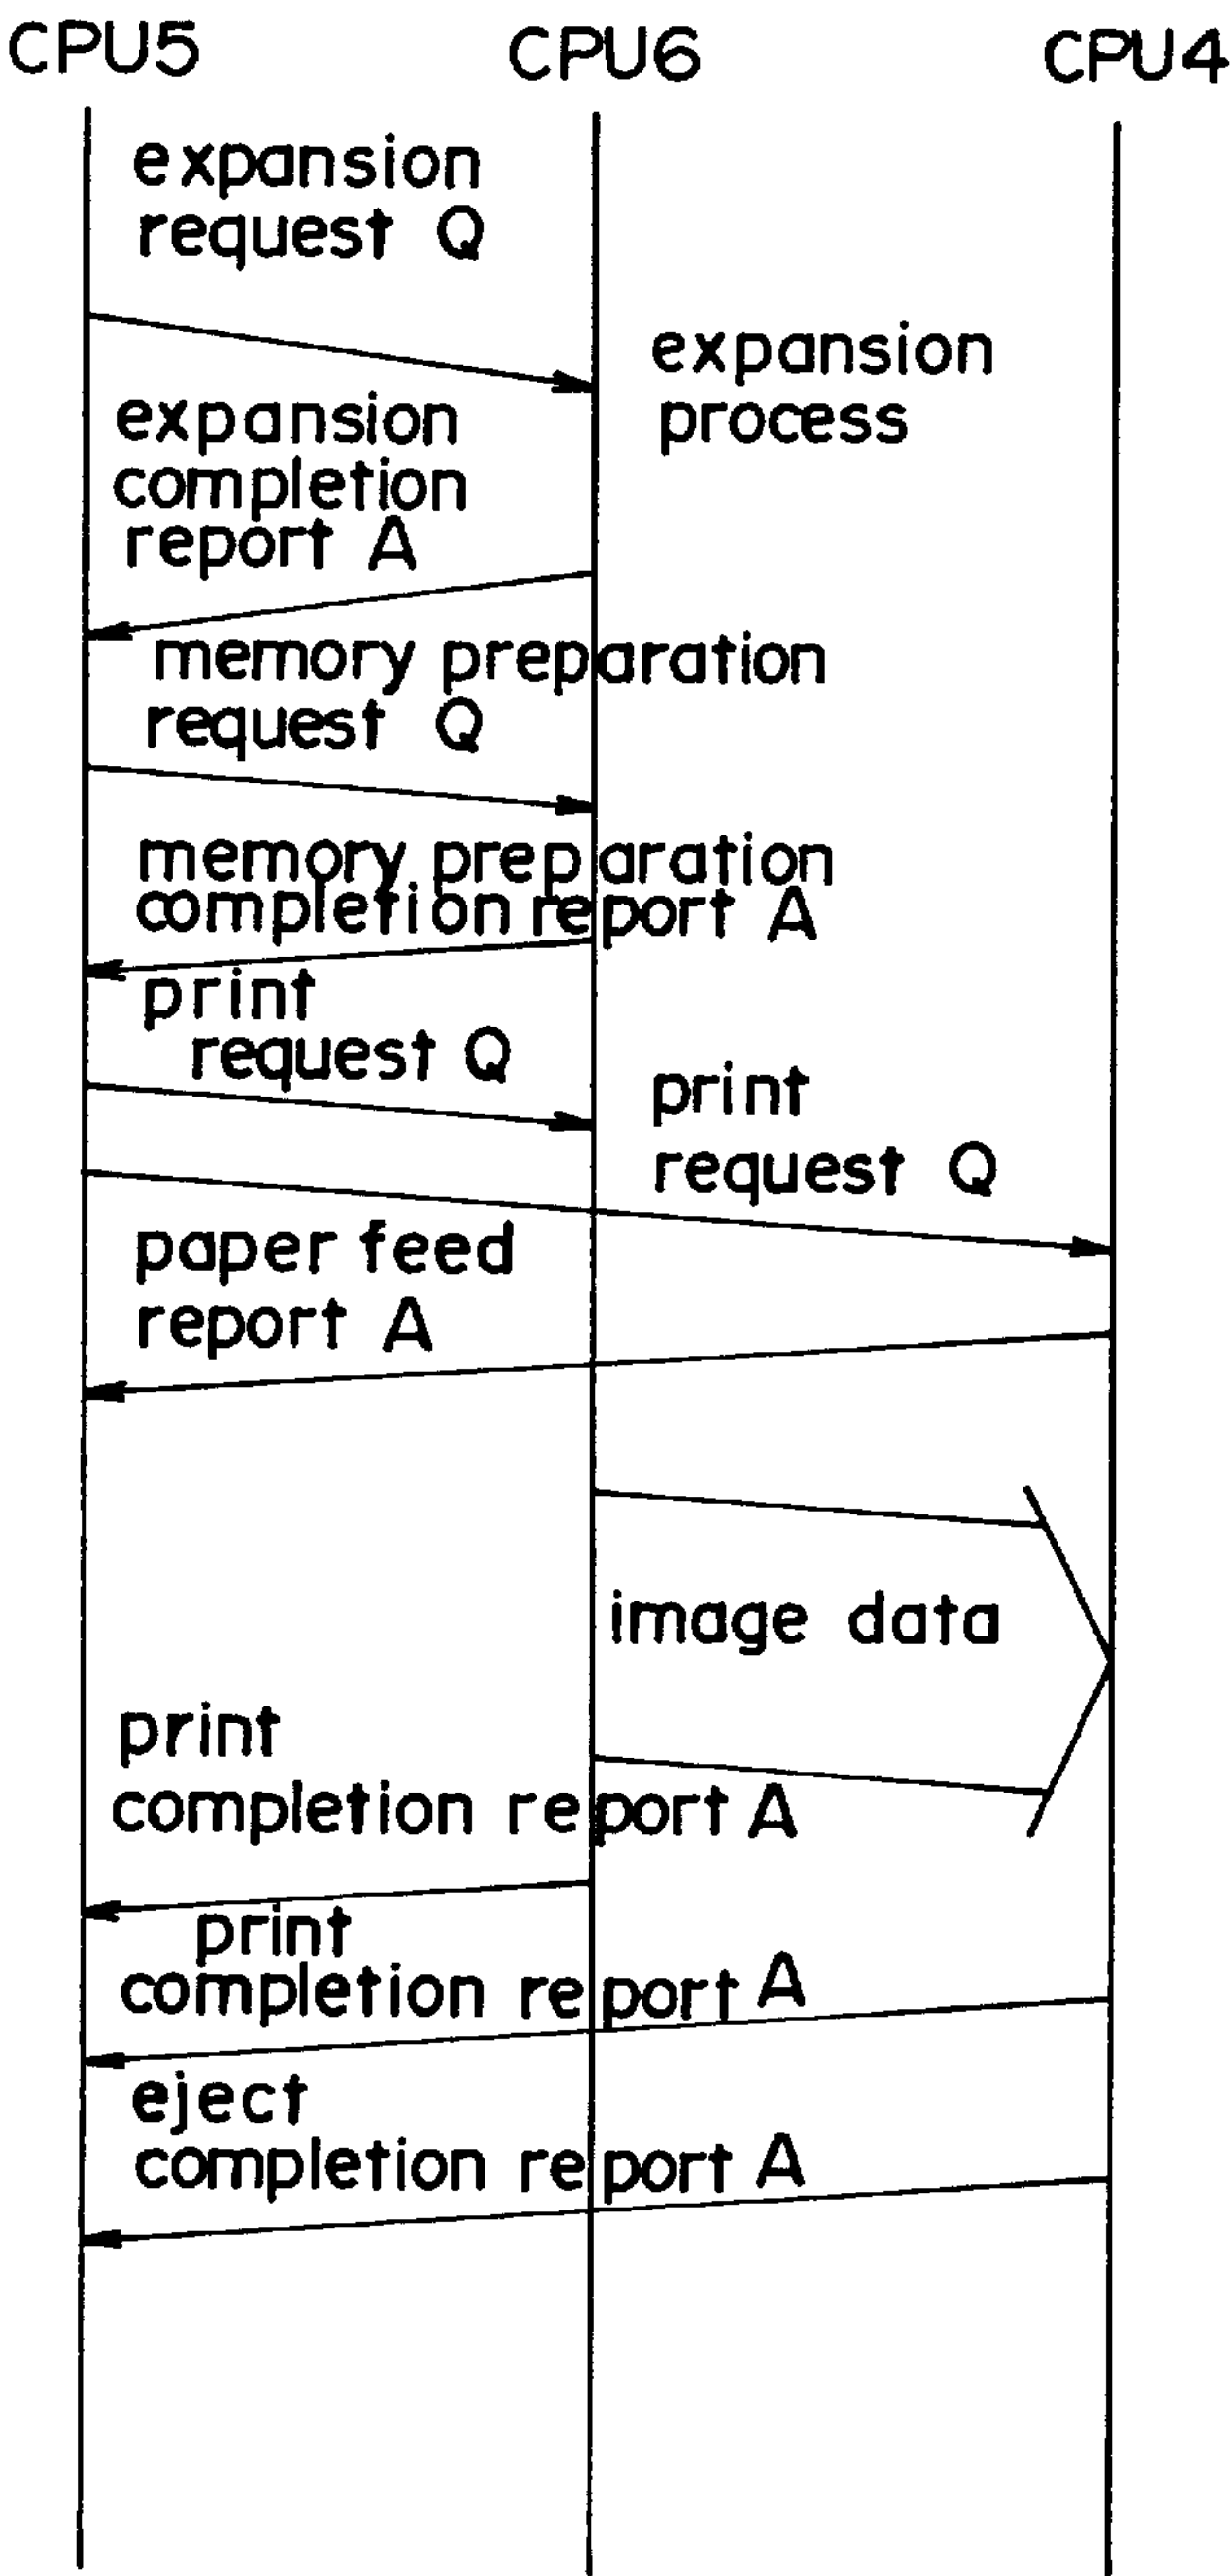 CPU5 CPU6 CPU4
expansion
request Q
expansion
process
expansion
completion
report A
memory preparation
request Q
memory preparation
completion report A
print
request Q
print
request Q
paper feed
report A
image data
print
completion report A
print
completion report A
eject
completion report A